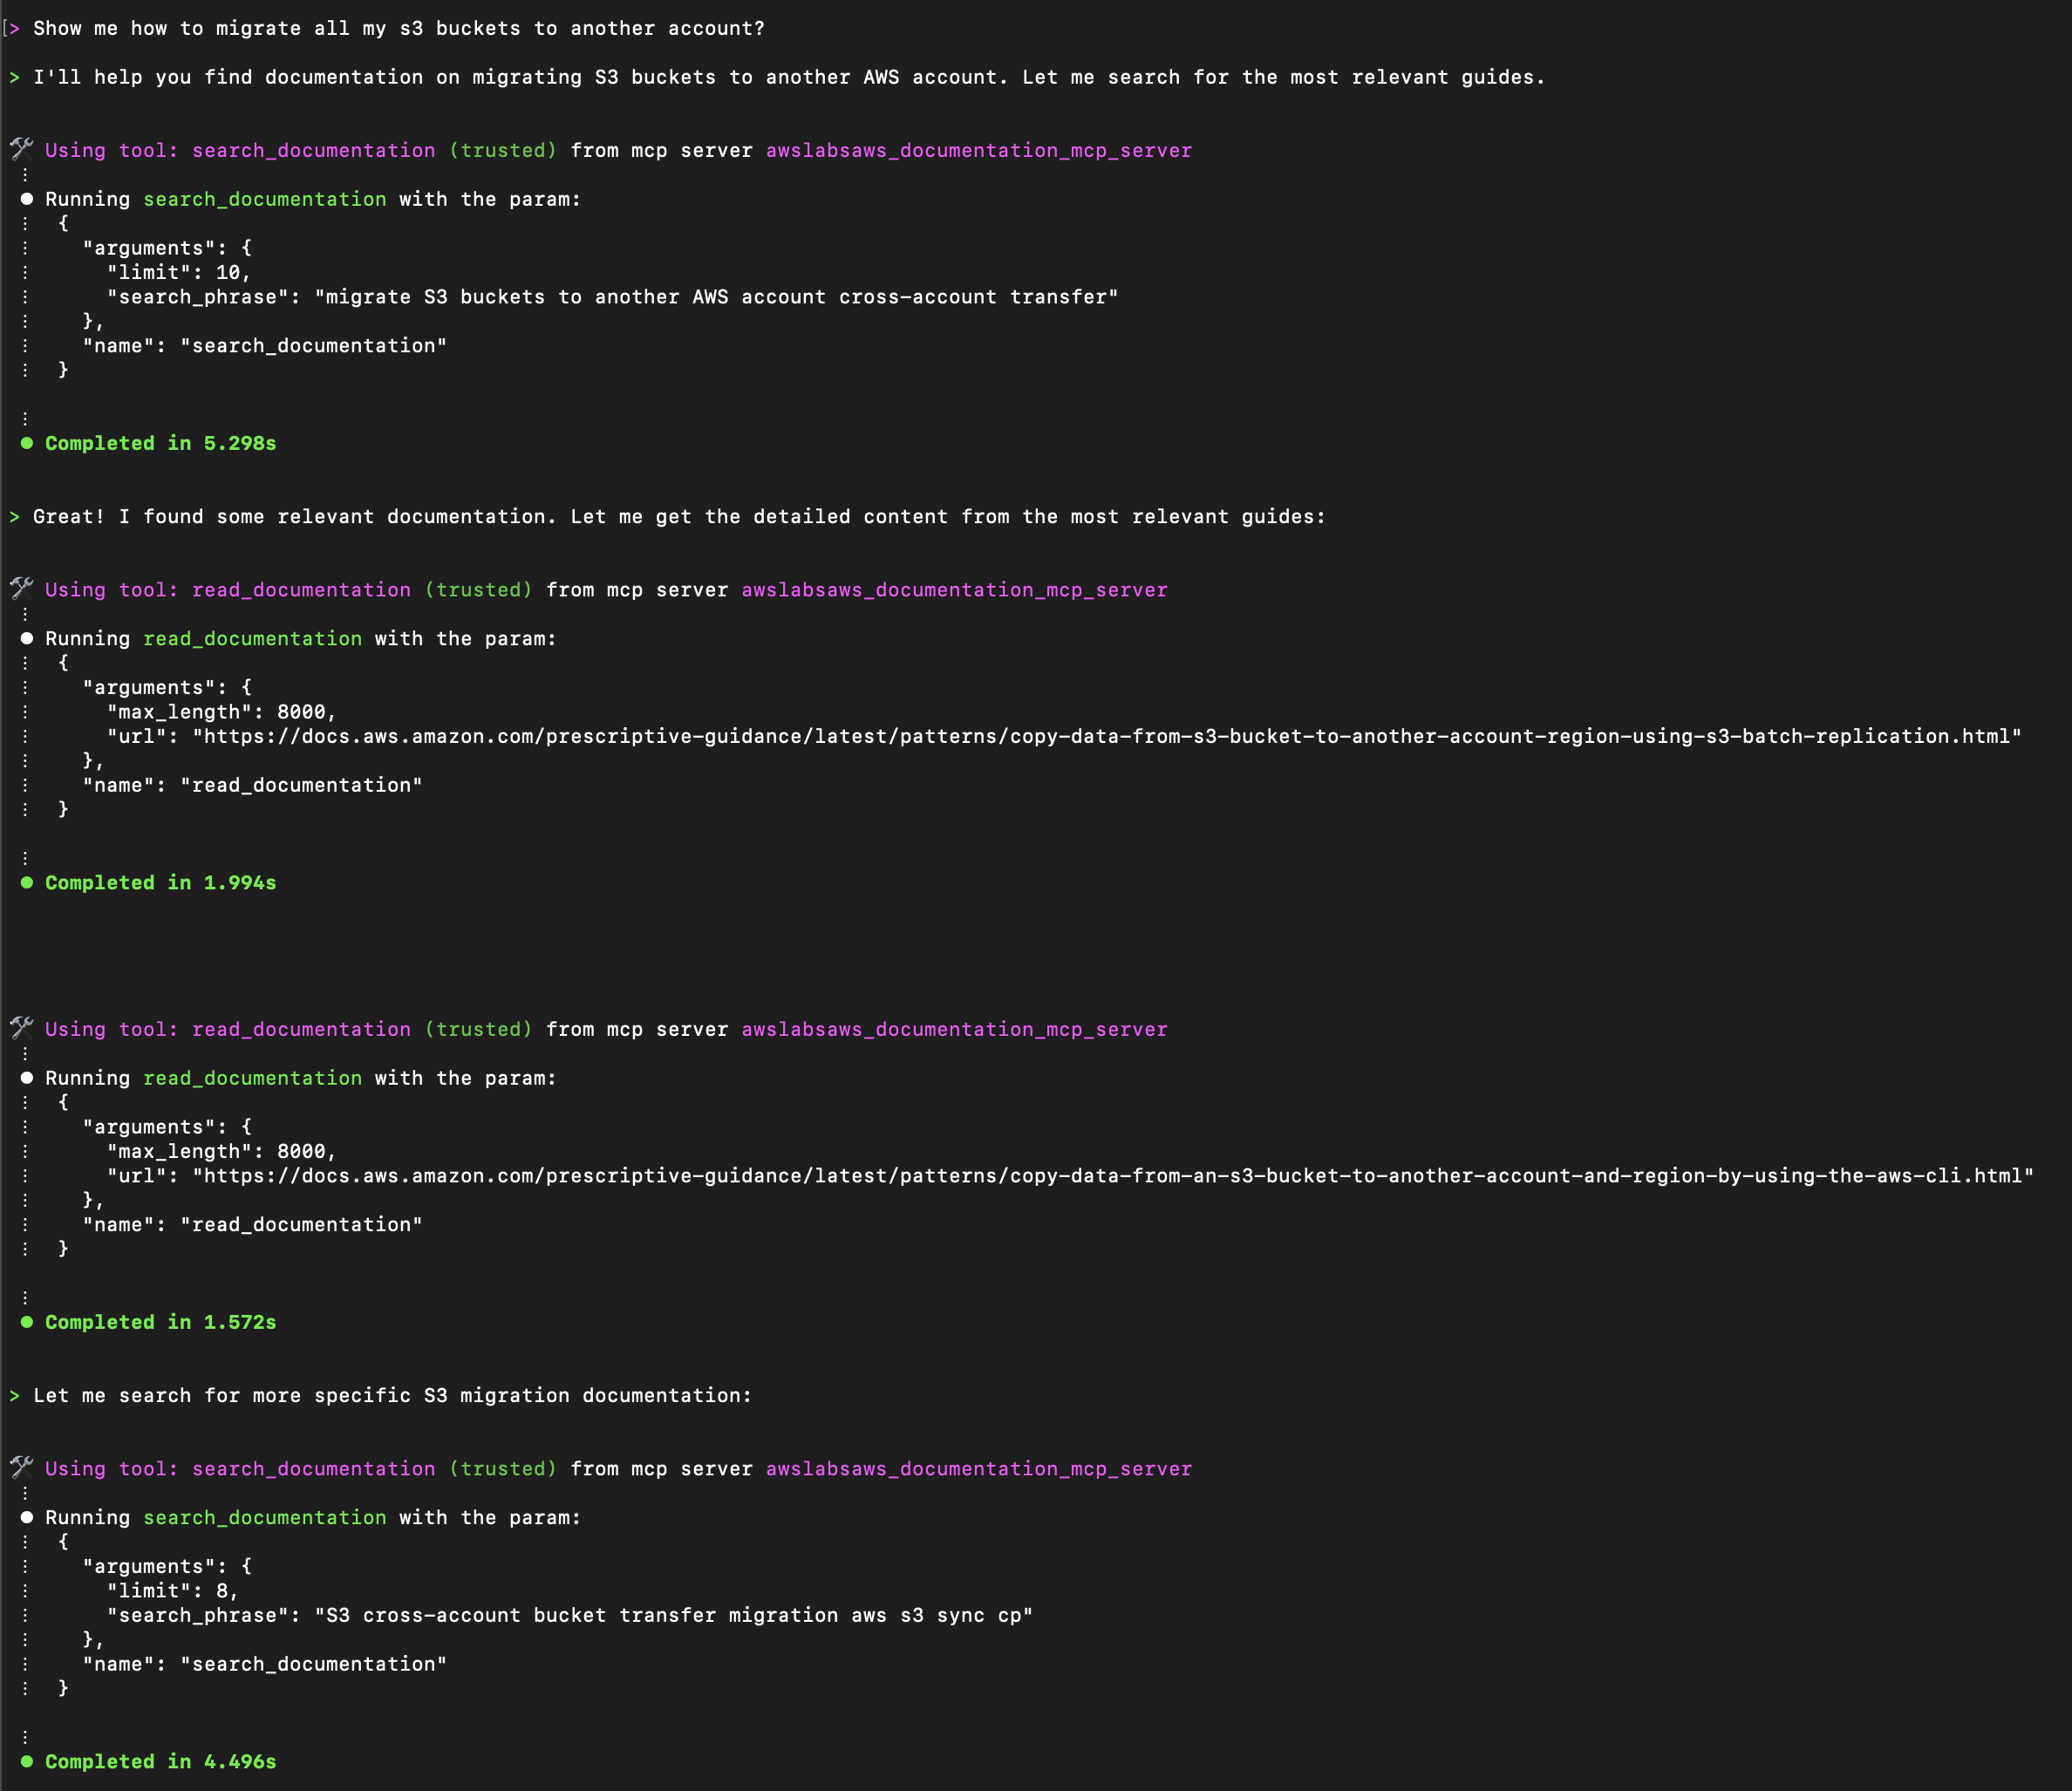 [> Show me how to migrate all my s3 buckets to another account?
> I'll help you find documentation on migrating S3 buckets to another AWS account. Let me search for the most relevant guides.
🛠️ Using tool: search_documentation (trusted) from mcp server awslabsaws_documentation_mcp_server
⋮
● Running search_documentation with the param:
⋮  {
⋮    "arguments": {
⋮      "limit": 10,
⋮      "search_phrase": "migrate S3 buckets to another AWS account cross-account transfer"
⋮    },
⋮    "name": "search_documentation"
⋮  }
⋮
● Completed in 5.298s
> Great! I found some relevant documentation. Let me get the detailed content from the most relevant guides:
🛠️ Using tool: read_documentation (trusted) from mcp server awslabsaws_documentation_mcp_server
⋮
● Running read_documentation with the param:
⋮  {
⋮    "arguments": {
⋮      "max_length": 8000,
⋮      "url": "https://docs.aws.amazon.com/prescriptive-guidance/latest/patterns/copy-data-from-s3-bucket-to-another-account-region-using-s3-batch-replication.html"
⋮    },
⋮    "name": "read_documentation"
⋮  }
⋮
● Completed in 1.994s
🛠️ Using tool: read_documentation (trusted) from mcp server awslabsaws_documentation_mcp_server
⋮
● Running read_documentation with the param:
⋮  {
⋮    "arguments": {
⋮      "max_length": 8000,
⋮      "url": "https://docs.aws.amazon.com/prescriptive-guidance/latest/patterns/copy-data-from-an-s3-bucket-to-another-account-and-region-by-using-the-aws-cli.html"
⋮    },
⋮    "name": "read_documentation"
⋮  }
⋮
● Completed in 1.572s
> Let me search for more specific S3 migration documentation:
🛠️ Using tool: search_documentation (trusted) from mcp server awslabsaws_documentation_mcp_server
⋮
● Running search_documentation with the param:
⋮  {
⋮    "arguments": {
⋮      "limit": 8,
⋮      "search_phrase": "S3 cross-account bucket transfer migration aws s3 sync cp"
⋮    },
⋮    "name": "search_documentation"
⋮  }
⋮
● Completed in 4.496s